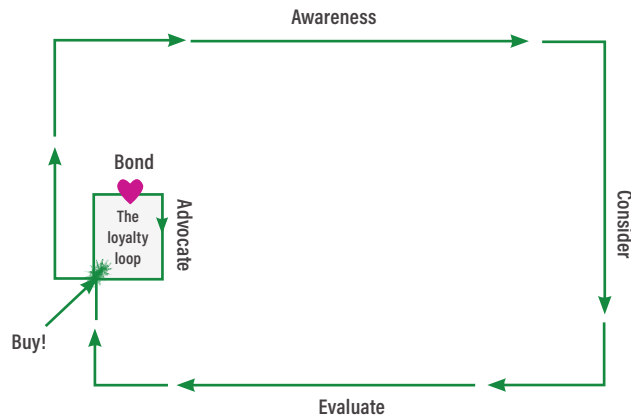 Awareness
Bond
The
loyalty
loop
Advocate
Consider
Buy!
Evaluate